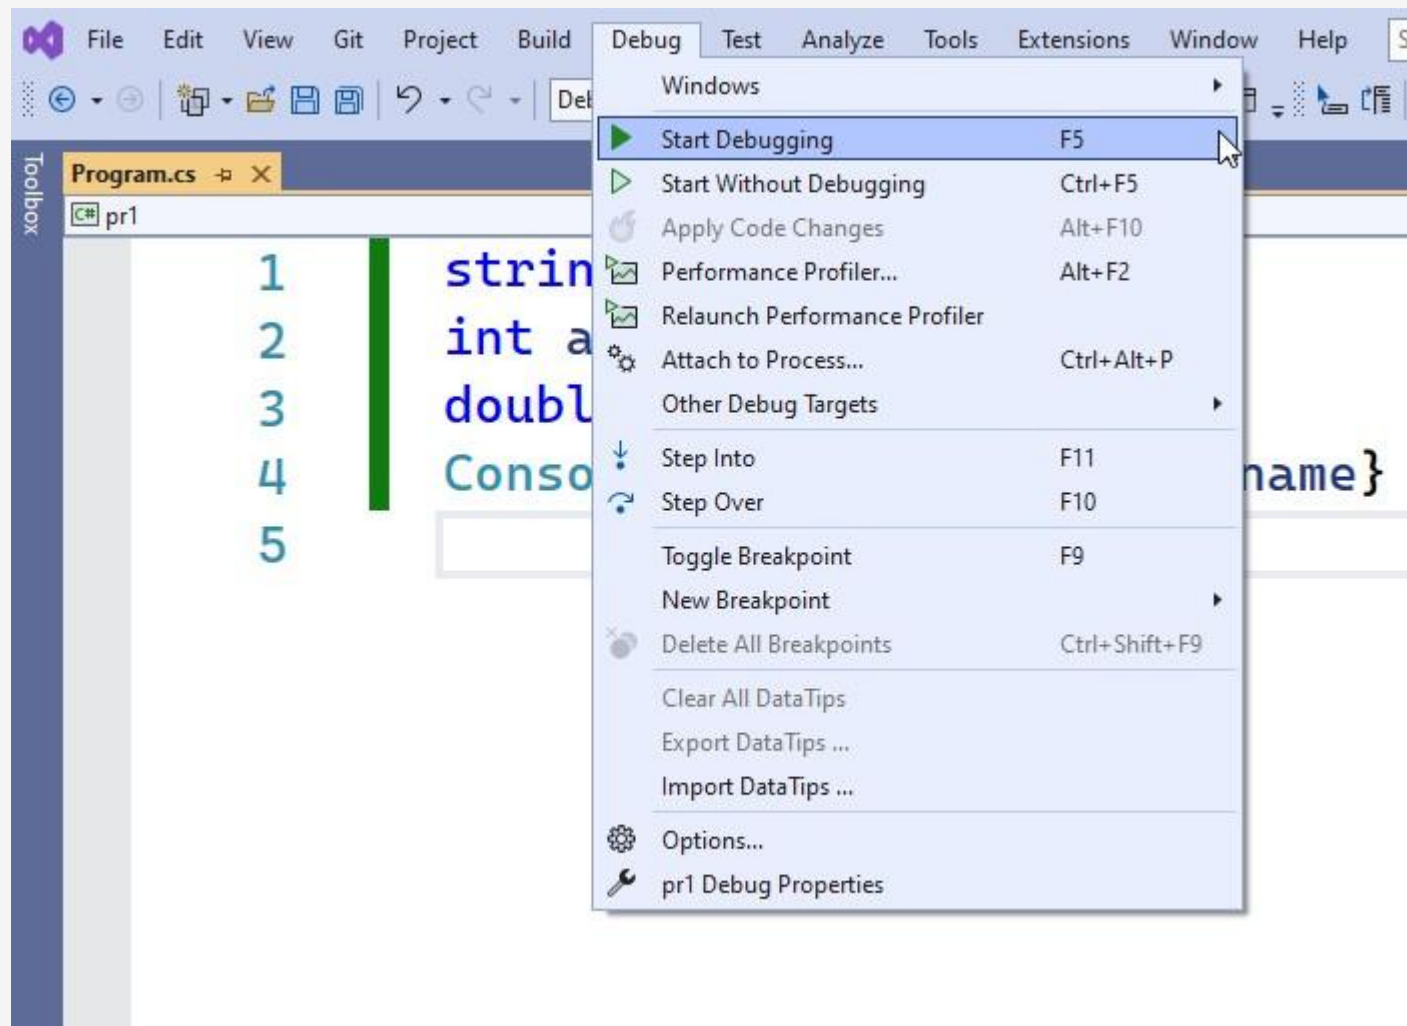 File Edit View Git Project Build Debug Test Analyze Tools Extensions Window Help
Windows
Start Debugging F5
Toolbox
Program.cs
Start Without Debugging Ctrl+F5
C# pr1
Apply Code Changes Alt+F10
1
Performance Profiler... Alt+F2
Relaunch Performance Profiler
2 int a
Attach to Process... Ctrl+Alt+P
3
Other Debug Targets
Step Into F11
4 name}
Step Over F10
5
Toggle Breakpoint F9
New Breakpoint
Delete All Breakpoints Ctrl+Shift+F9
Clear All DataTips
Export DataTips ...
Import DataTips ...
Options...
pr1 Debug Properties